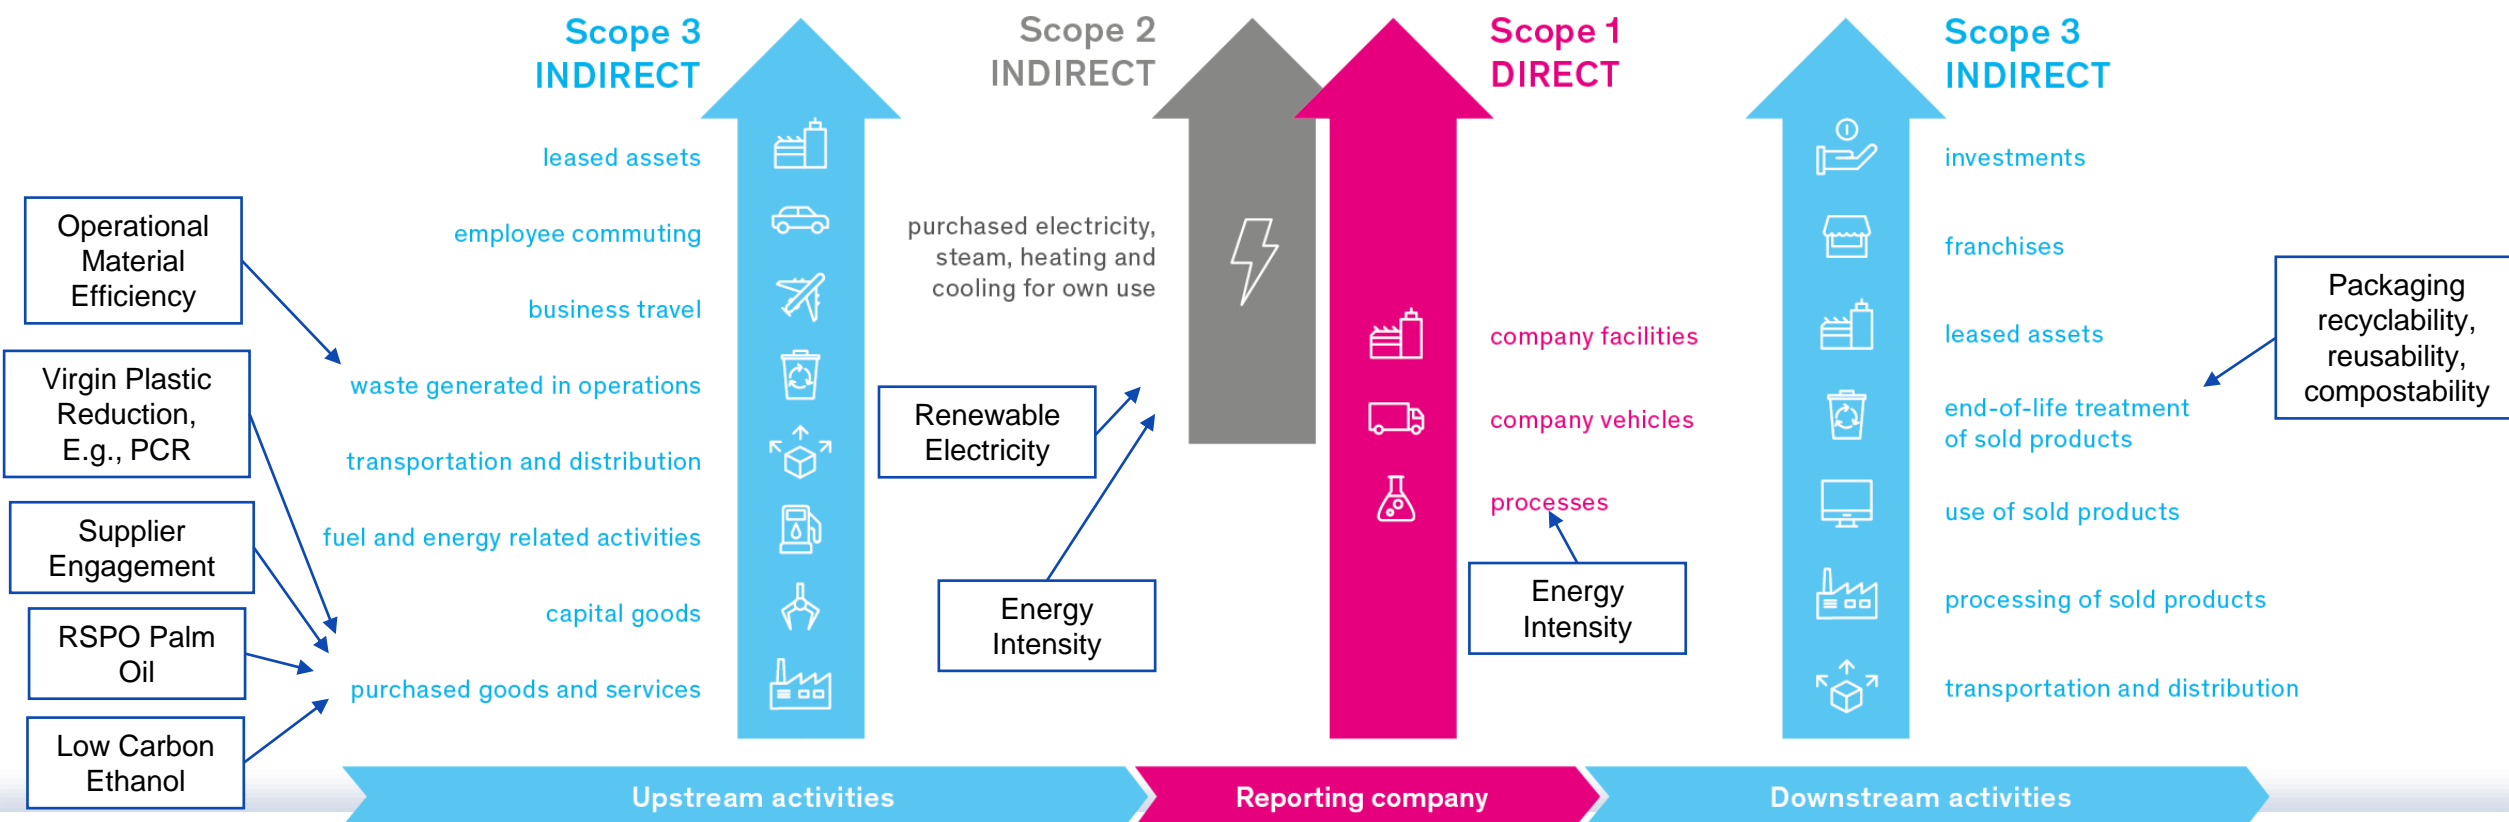 Scope 3
INDIRECT
leased assets
employee commuting
business travel
waste generated in operations
transportation and distribution
fuel and energy related activities
capital goods
purchased goods and services
Operational
Material
Efficiency
Virgin Plastic
Reduction,
E.g., PCR
Supplier
Engagement
RSPO Palm
Oil
Low Carbon
Ethanol
Scope 2
INDIRECT
purchased electricity,
steam, heating and
cooling for own use
Renewable
Electricity
Energy
Intensity
Scope 1
DIRECT
company facilities
company vehicles
processes
Energy
Intensity
Scope 3
INDIRECT
investments
franchises
leased assets
end-of-life treatment
of sold products
use of sold products
processing of sold products
transportation and distribution
Packaging
recyclability,
reusability,
compostability
Upstream activities
Reporting company
Downstream activities